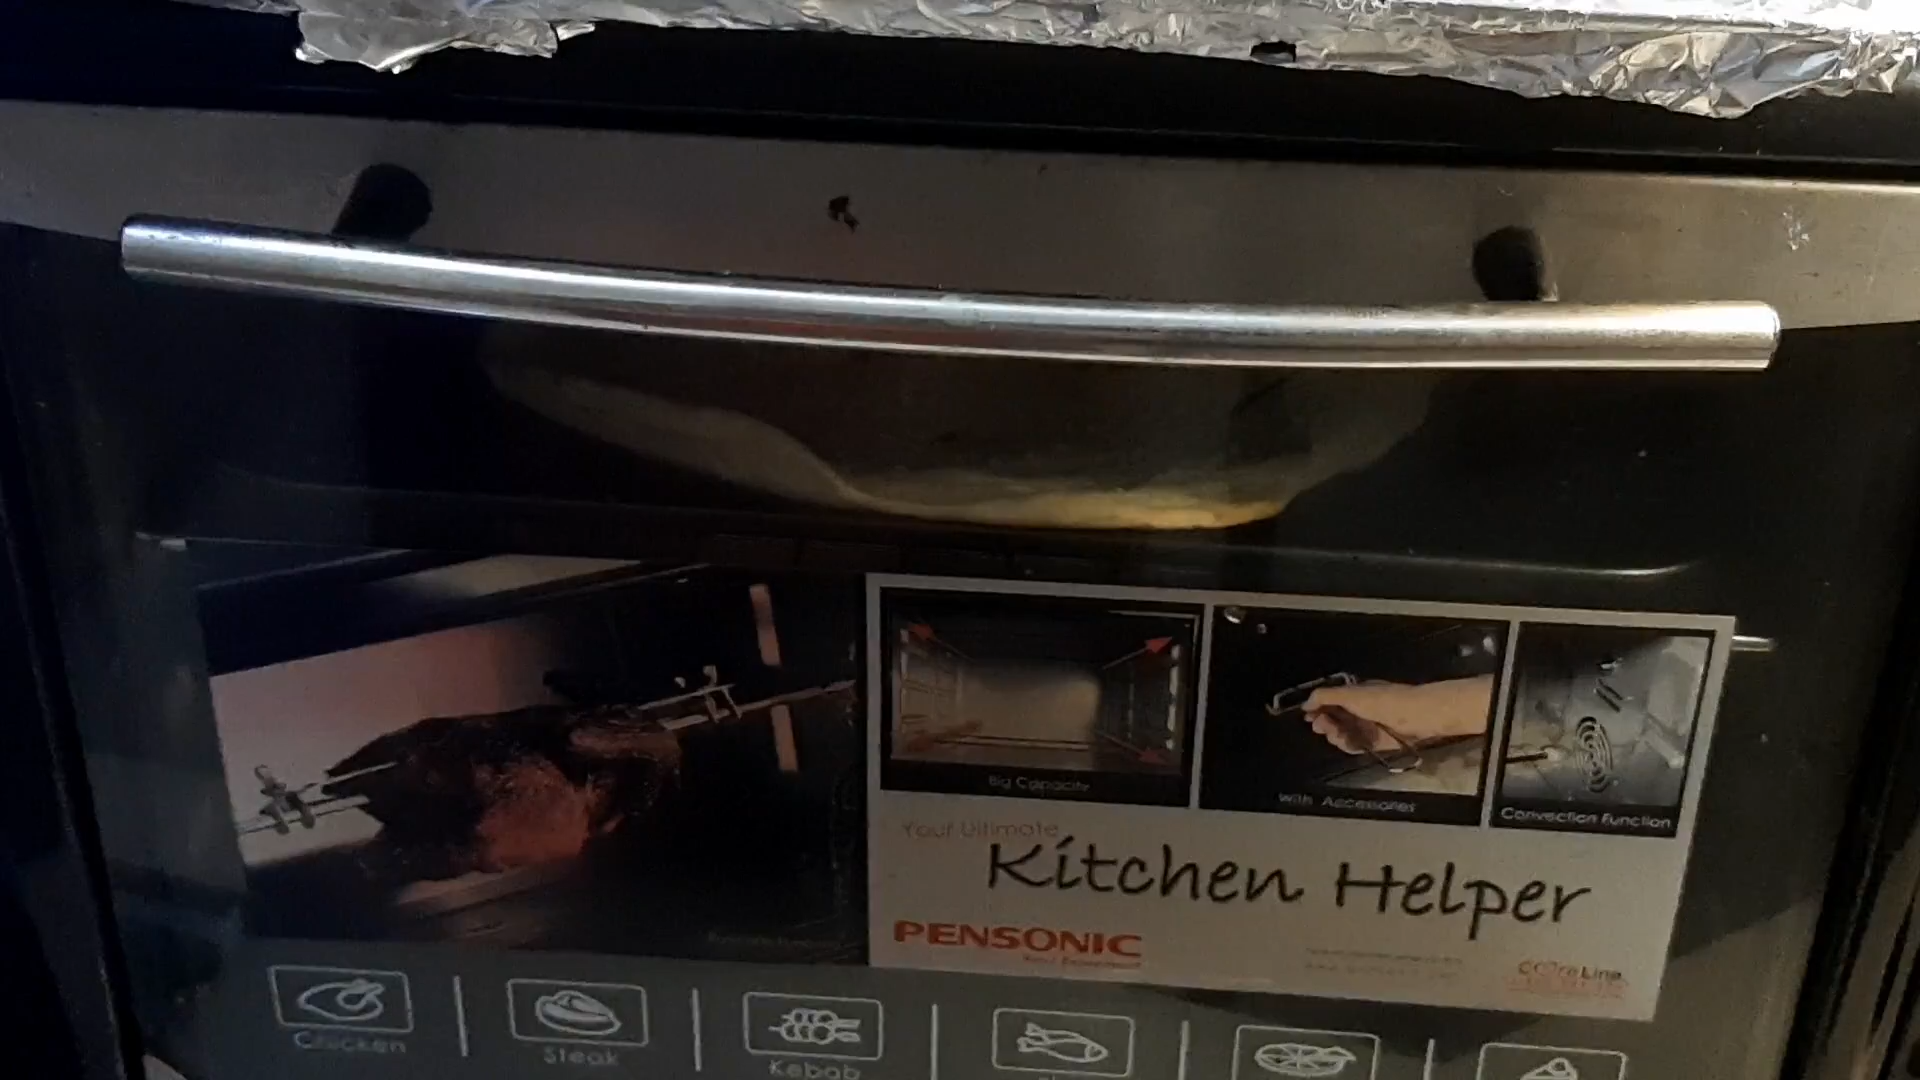 Big Capacity
With Accessories
Convection Function
Your Ultimate
Kitchen Helper
PENSONIC
Chicken
Steak
Kebab